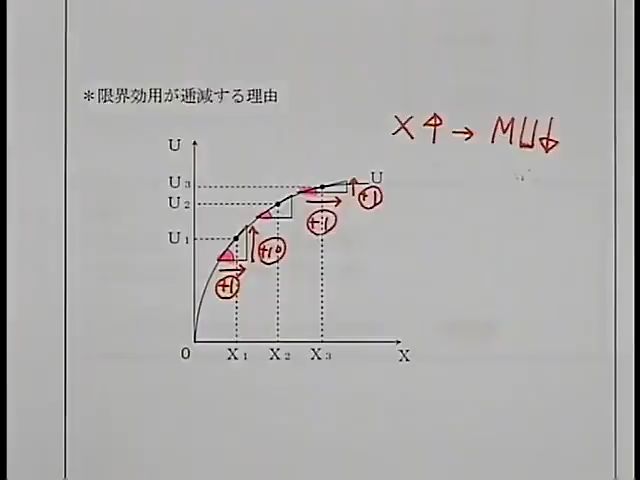 *限界効用が逓減する理由
X↑→MU↓
U
U₃
U
+1
U₂
+1
U₁
+10
+1
0
X₁
X₂
X₃
X